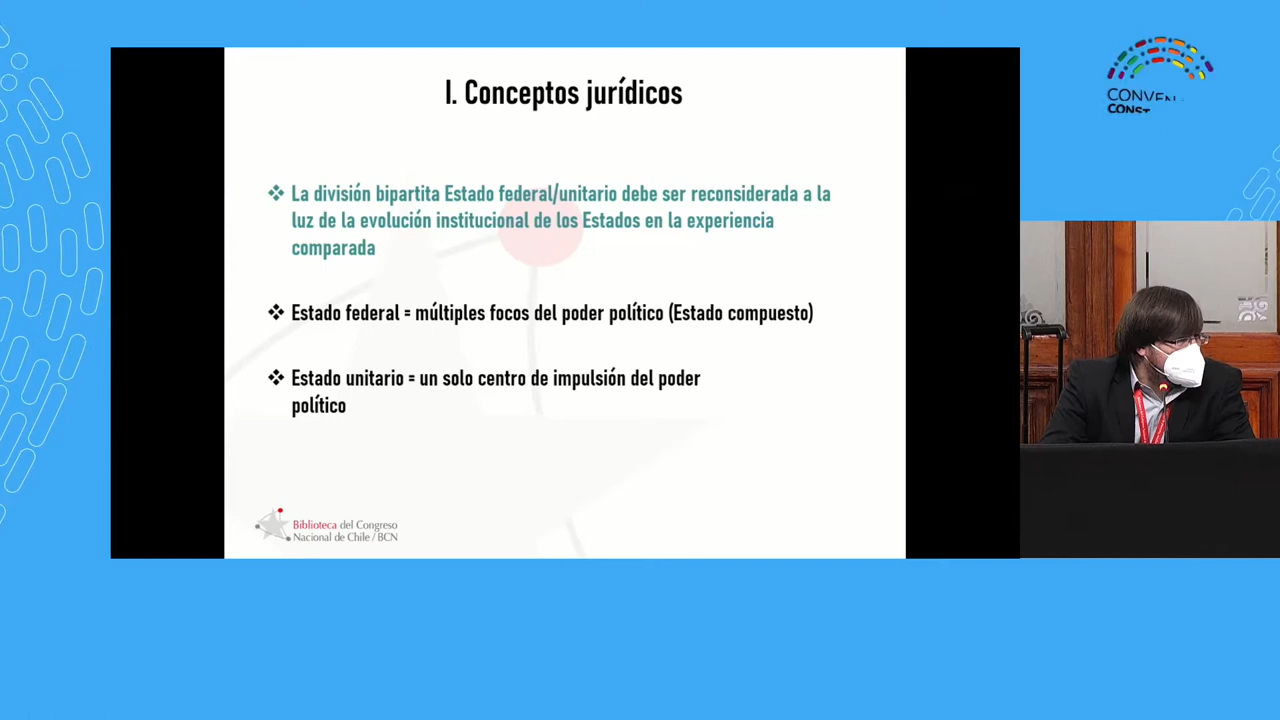 I. Conceptos jurídicos
❖ La división bipartita Estado federal/unitario debe ser reconsiderada a la
luz de la evolución institucional de los Estados en la experiencia
comparada
❖ Estado federal = múltiples focos del poder político (Estado compuesto)
❖ Estado unitario = un solo centro de impulsión del poder
político
Biblioteca del Congreso
Nacional de Chile / BCN
CONVEN
CONST